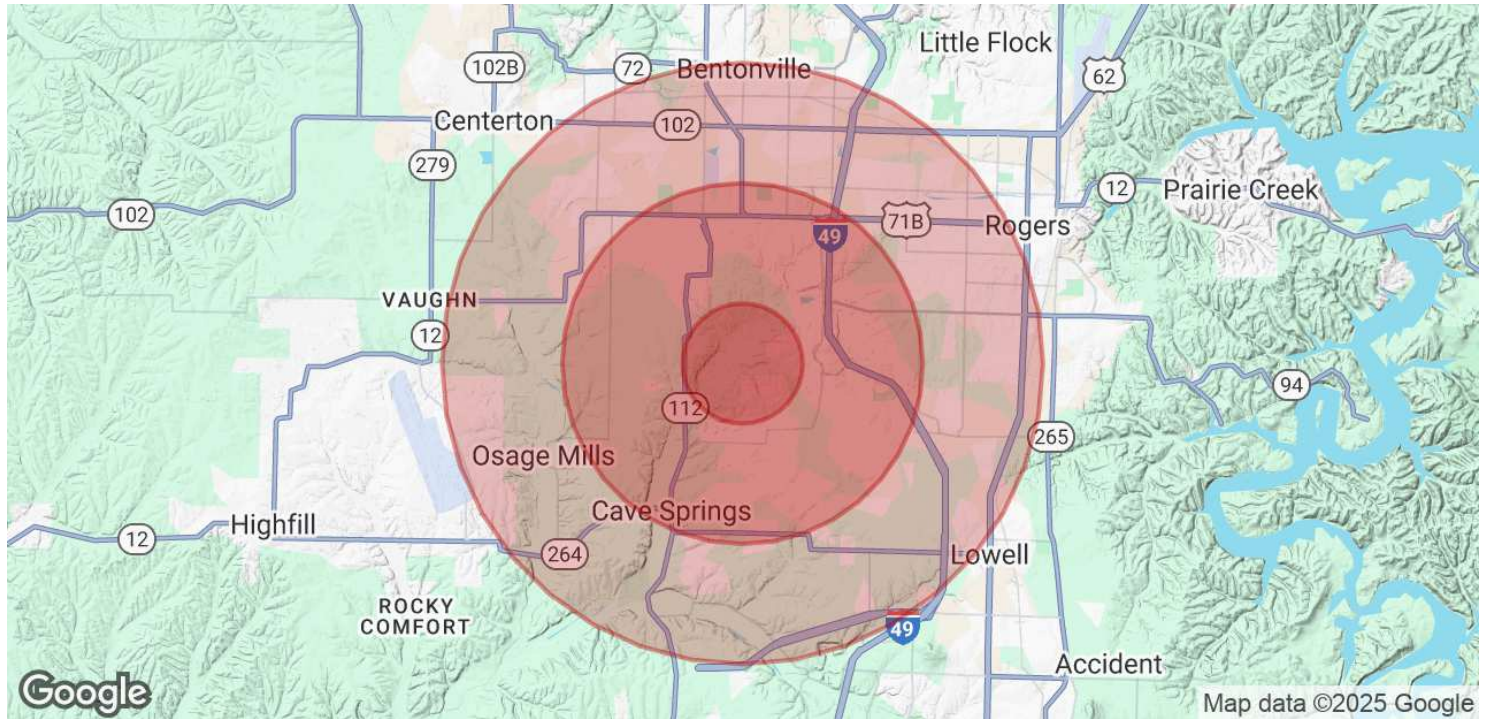 Little Flock
102B
72
Bentonville
62
Centerton
102
279
12
Prairie Creek
102
71B
Rogers
49
VAUGHN
12
94
112
265
Osage Mills
Cave Springs
Highfill
12
264
Lowell
ROCKY
COMFORT
49
Accident
Google
Map data ©2025 Google